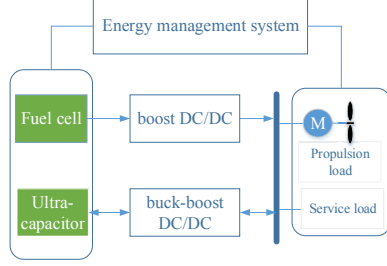 Energy management system
Fuel cell
boost DC/DC
M
Propulsion
load
Ultra-
capacitor
buck-boost
DC/DC
Service load